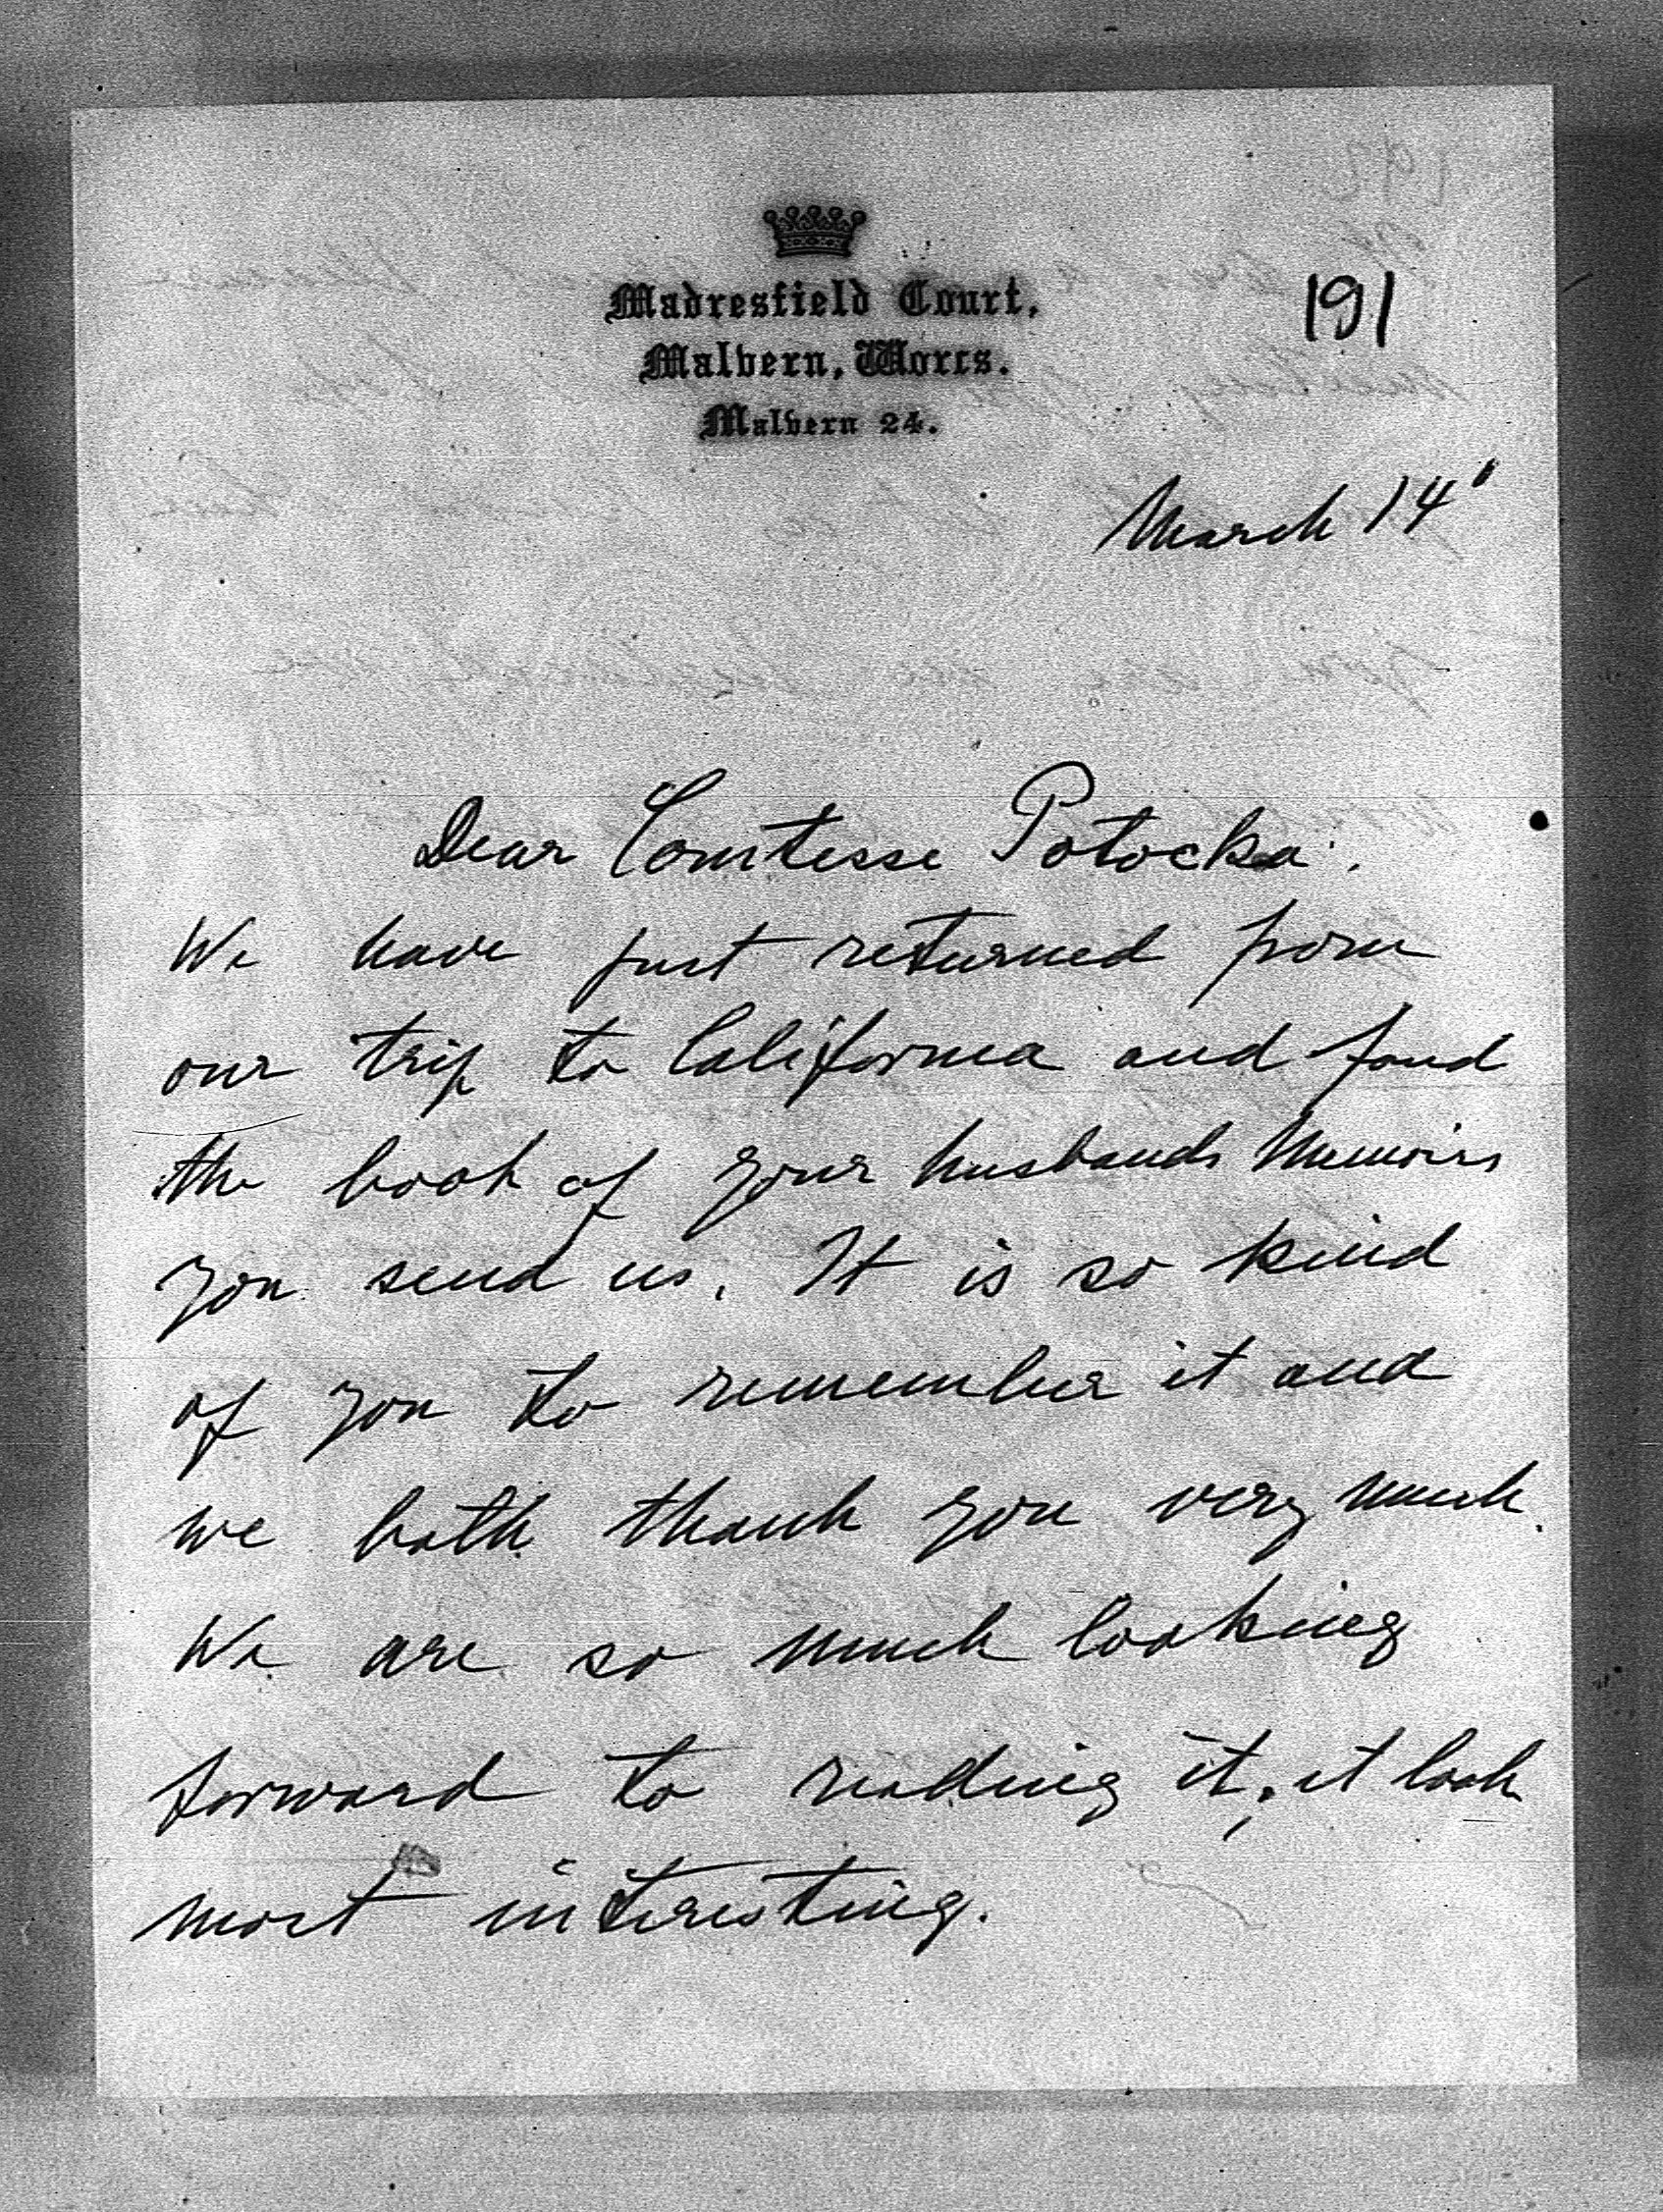 Madresfield Court,
191
Malvern, Worcs.
Malvern 24.
March 14'
Dear Comtesse Potocka.
We have just returned from
our trip to California and found
the book of your husbands Memoirs
you send us. It is so kind
of you to remember it and
we both thank you very much.
We are so much looking
forward to reading it, it look
most interesting.